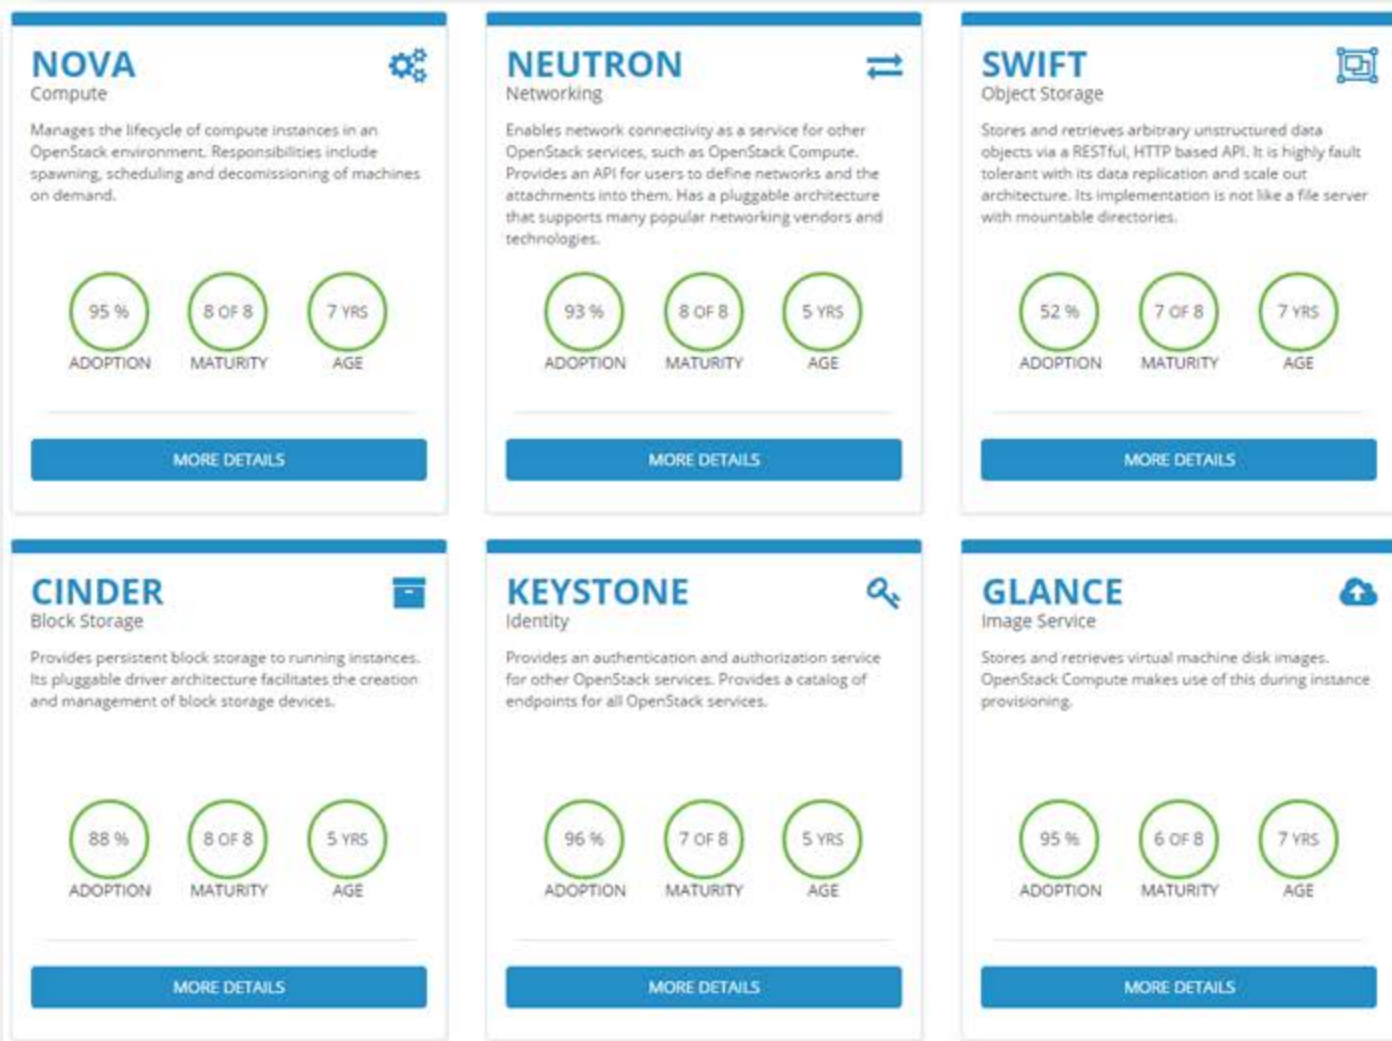 NOVA
Compute
Manages the lifecycle of compute instances in an
OpenStack environment. Responsibilities include
spawning, scheduling and decomissioning of machines
on demand.
95 %
8 OF 8
7 YRS
ADOPTION
MATURITY
AGE
MORE DETAILS
NEUTRON
Networking
Enables network connectivity as a service for other
OpenStack services, such as OpenStack Compute.
Provides an API for users to define networks and the
attachments into them. Has a pluggable architecture
that supports many popular networking vendors and
technologies.
93 %
8 OF 8
5 YRS
ADOPTION
MATURITY
AGE
MORE DETAILS
SWIFT
Object Storage
Stores and retrieves arbitrary unstructured data
objects via a RESTful, HTTP based API. It is highly fault
tolerant with its data replication and scale out
architecture. Its implementation is not like a file server
with mountable directories.
52 %
7 OF 8
7 YRS
ADOPTION
MATURITY
AGE
MORE DETAILS
CINDER
Block Storage
Provides persistent block storage to running instances.
Its pluggable driver architecture facilitates the creation
and management of block storage devices.
88 %
8 OF 8
5 YRS
ADOPTION
MATURITY
AGE
MORE DETAILS
KEYSTONE
Identity
Provides an authentication and authorization service
for other OpenStack services. Provides a catalog of
endpoints for all OpenStack services.
96 %
7 OF 8
5 YRS
ADOPTION
MATURITY
AGE
MORE DETAILS
GLANCE
Image Service
Stores and retrieves virtual machine disk images.
OpenStack Compute makes use of this during instance
provisioning.
95 %
6 OF 8
7 YRS
ADOPTION
MATURITY
AGE
MORE DETAILS